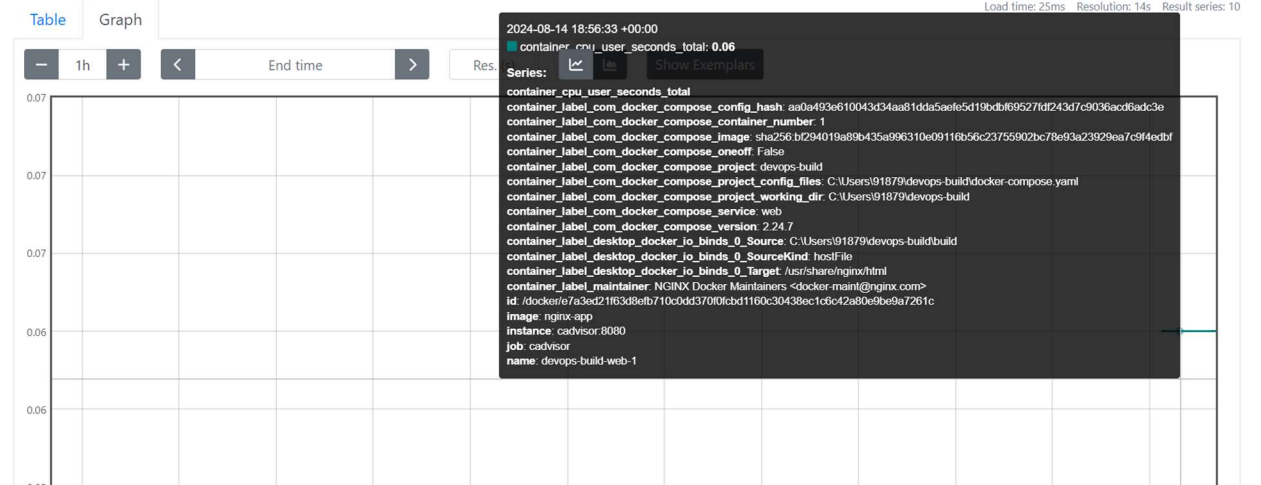 Load time: 25ms Resolution: 14s Result series: 10
Table Graph
1h End time Res. Show Exemplars
2024-08-14 18:56:33 +00:00
container_cpu_user_seconds_total: 0.06
Series:
container_cpu_user_seconds_total
container_label_com_docker_compose_config_hash: aa0a493e610043d34aa81dda5aefe5d19bdbf69527fdf243d7c9036acd6adc3e
container_label_com_docker_compose_container_number: 1
container_label_com_docker_compose_image: sha256:bf294019a89b435a996310e09116b56c23755902bc78e93a23929ea7c9f4edbf
container_label_com_docker_compose_oneoff: False
container_label_com_docker_compose_project: devops-build
container_label_com_docker_compose_project_config_files: C:\Users\91879\devops-build\docker-compose.yaml
container_label_com_docker_compose_project_working_dir: C:\Users\91879\devops-build
container_label_com_docker_compose_service: web
container_label_com_docker_compose_version: 2.24.7
container_label_desktop_docker_io_binds_0_Source: C:\Users\91879\devops-build\build
container_label_desktop_docker_io_binds_0_SourceKind: hostFile
container_label_desktop_docker_io_binds_0_Target: /usr/share/nginx/html
container_label_maintainer: NGINX Docker Maintainers <docker-maint@nginx.com>
id: /docker/e7a3ed21f63d8efb710c0dd370f0fcbd1160c30438ec1c6c42a80e9be9a7261c
image: nginx-app
instance: cadvisor:8080
job: cadvisor
name: devops-build-web-1
0.07
0.07
0.07
0.06
0.06